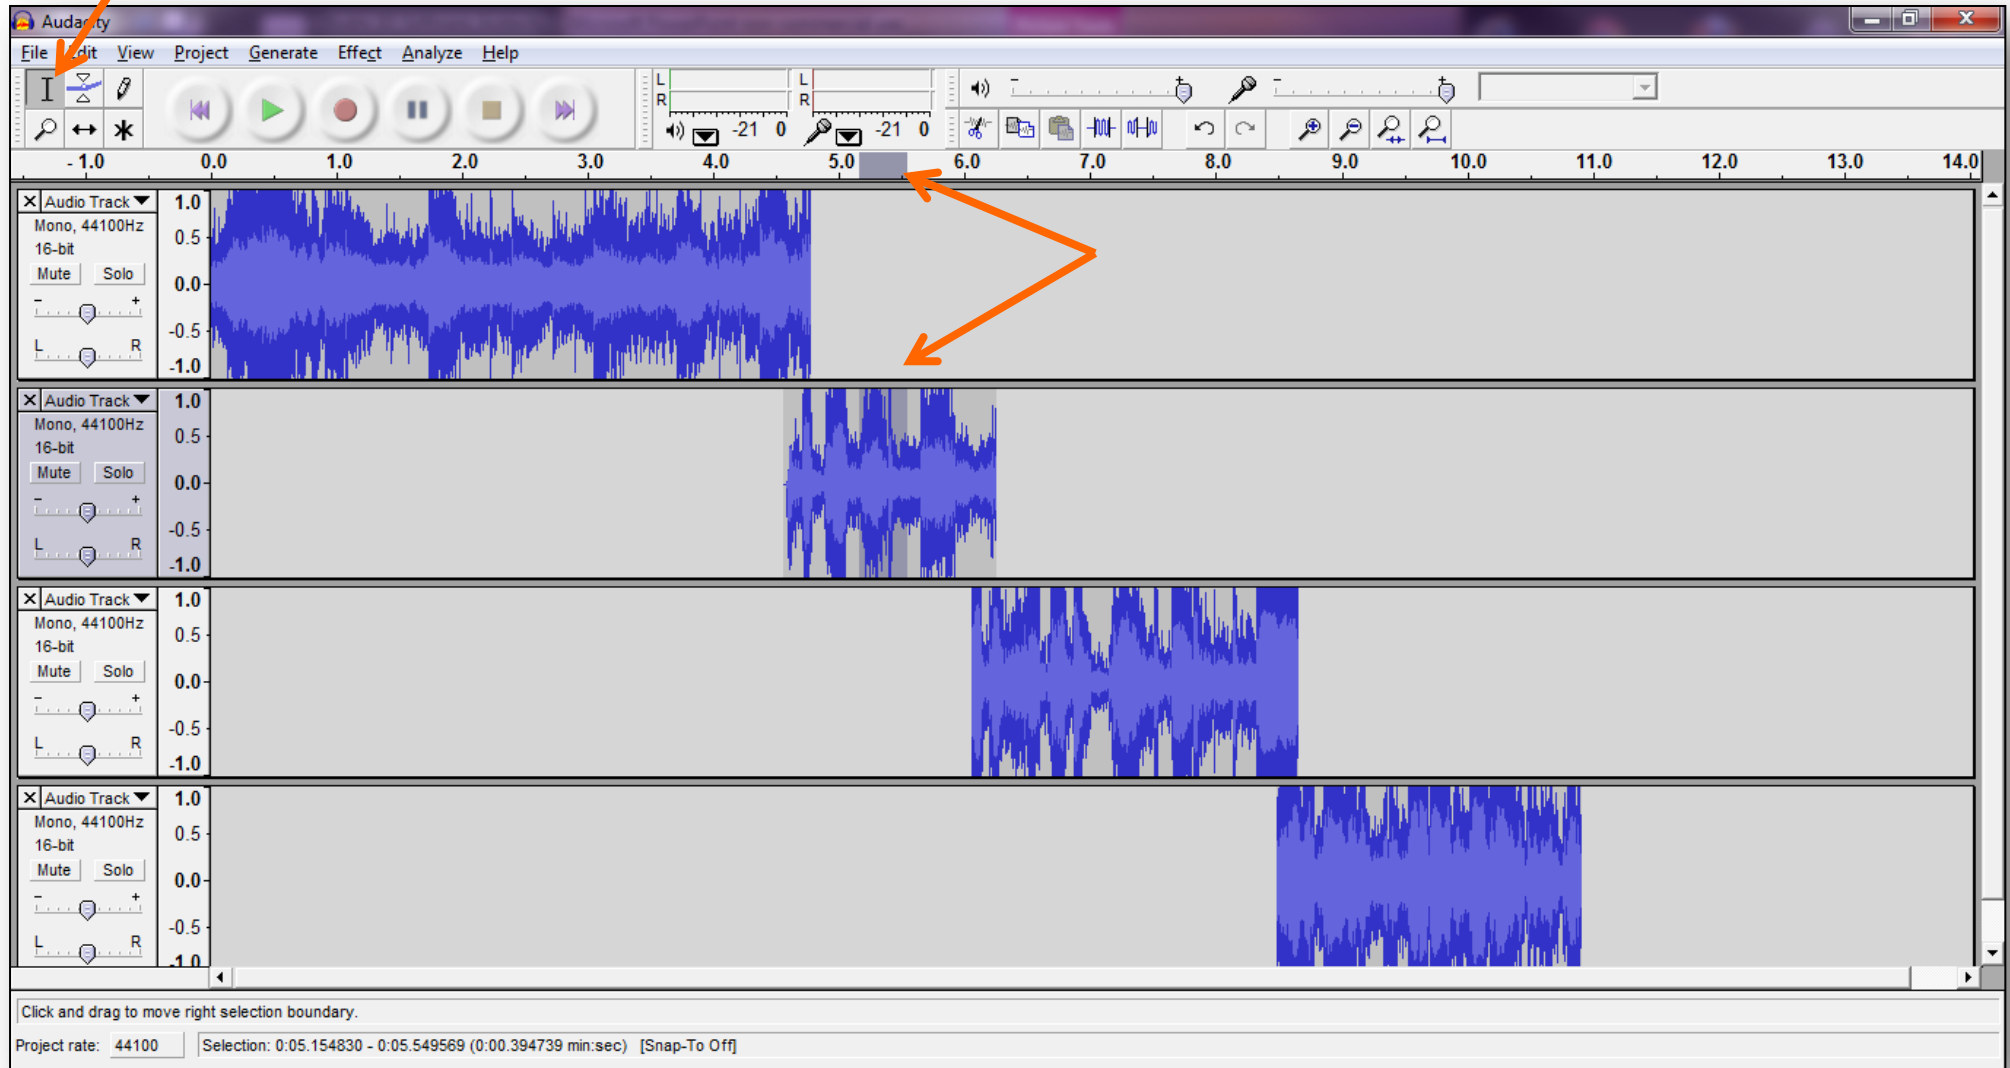 Audacity
File Edit View Project Generate Effect Analyze Help
L R -21 0 L R -21 0
-1.0 0.0 1.0 2.0 3.0 4.0 5.0 6.0 7.0 8.0 9.0 10.0 11.0 12.0 13.0 14.0
X Audio Track
Mono, 44100Hz
16-bit
Mute Solo
- +
L R
1.0
0.5
0.0
-0.5
-1.0
X Audio Track
Mono, 44100Hz
16-bit
Mute Solo
- +
L R
1.0
0.5
0.0
-0.5
-1.0
X Audio Track
Mono, 44100Hz
16-bit
Mute Solo
- +
L R
1.0
0.5
0.0
-0.5
-1.0
X Audio Track
Mono, 44100Hz
16-bit
Mute Solo
- +
L R
1.0
0.5
0.0
-0.5
-1.0
Click and drag to move right selection boundary.
Project rate: 44100 Selection: 0:05.154830 - 0:05.549569 (0:00.394739 min:sec) [Snap-To Off]